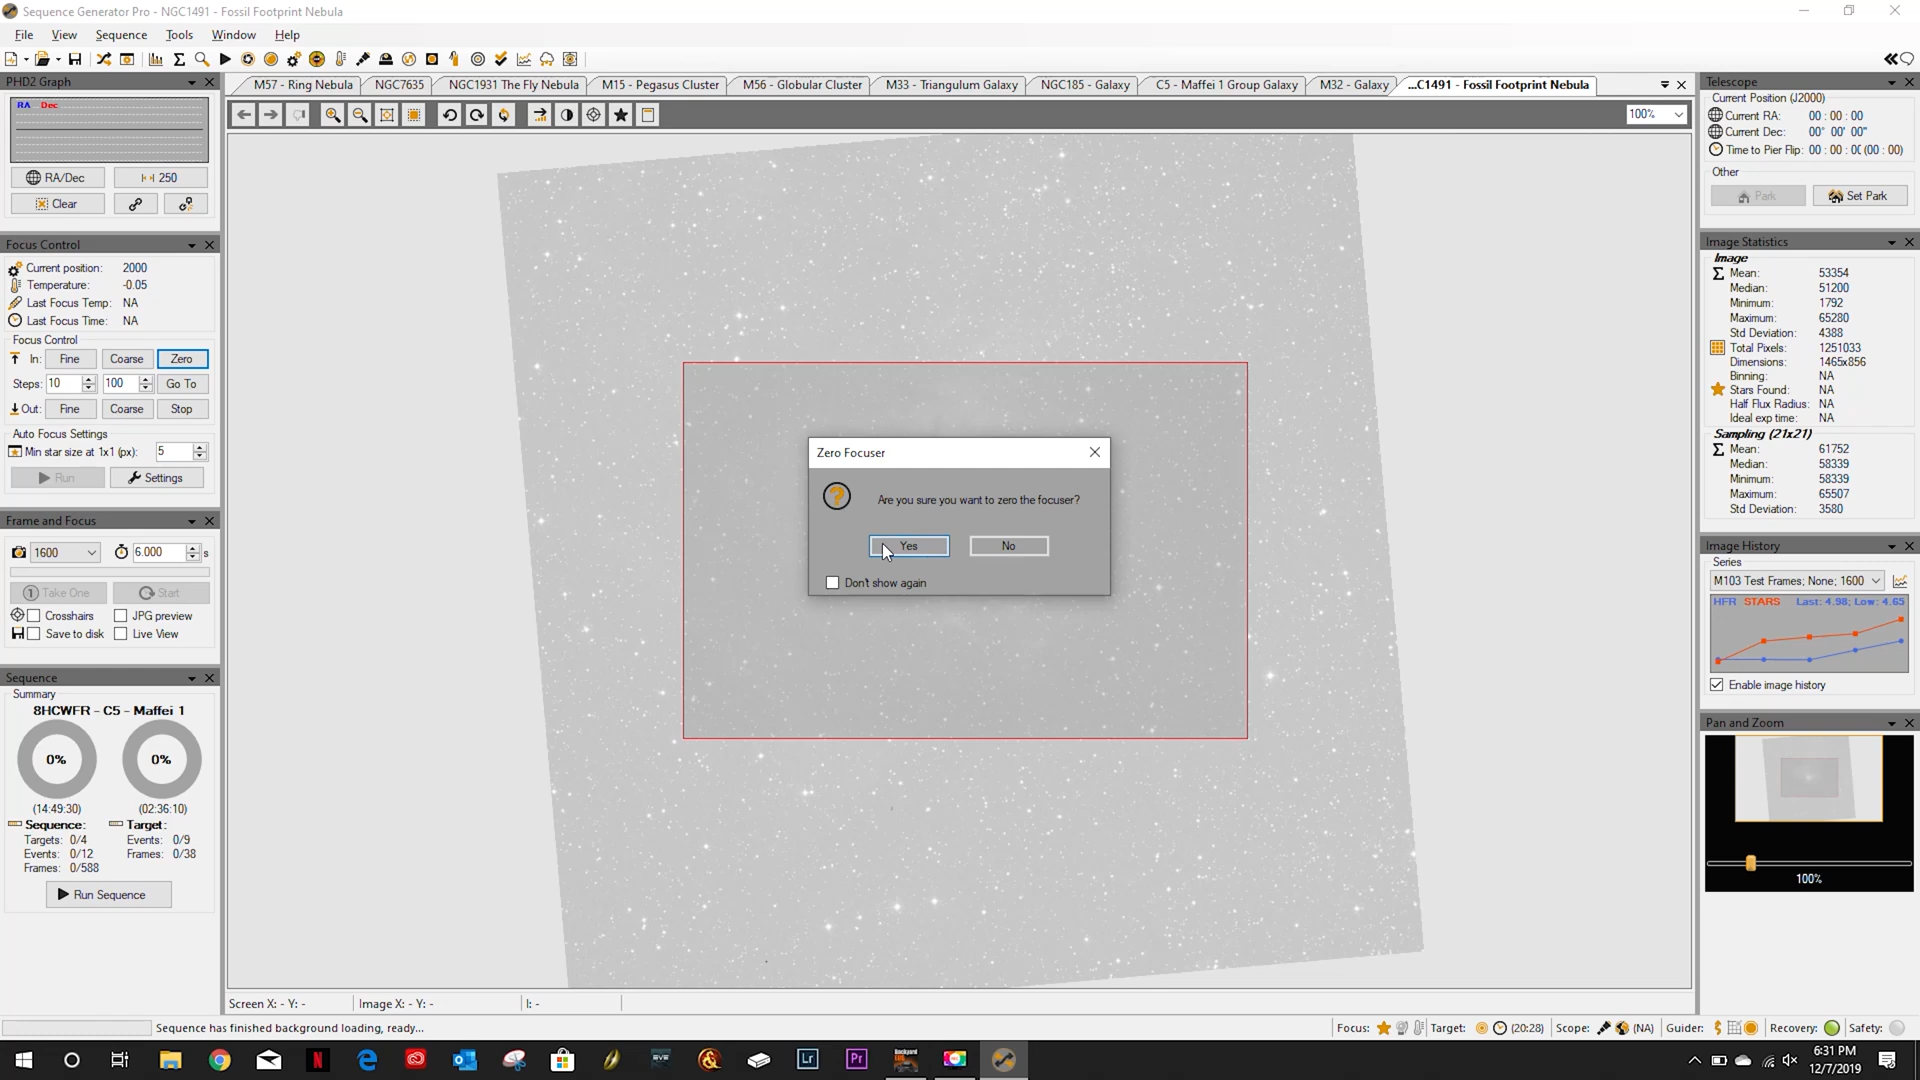 Sequence Generator Pro - NGC1491 - Fossil Footprint Nebula
File View Sequence Tools Window Help
PHD2 Graph
RA Dec
RA/Dec 250
Clear
Focus Control
Current position: 2000
Temperature: -0.05
Last Focus Temp: NA
Last Focus Time: NA
Focus Control
In: Fine Coarse Zero
Steps: 10 100 Go To
Out: Fine Coarse Stop
Auto Focus Settings
Min star size at 1x1 (px): 5
Run Settings
Frame and Focus
1600 6.000 s
Take One Start
Crosshairs JPG preview
Save to disk Live View
Sequence
Summary
8HCWFR - C5 - Maffei 1
0% 0%
(14:49:30) (02:36:10)
Sequence: Target:
Targets: 0/4 Events: 0/9
Events: 0/12 Frames: 0/38
Frames: 0/588
Run Sequence
M57 - Ring Nebula NGC7635 NGC1931 The Fly Nebula M15 - Pegasus Cluster M56 - Globular Cluster M33 - Triangulum Galaxy NGC185 - Galaxy C5 - Maffei 1 Group Galaxy M32 - Galaxy ...C1491 - Fossil Footprint Nebula
100%
Zero Focuser
Are you sure you want to zero the focuser?
Yes No
Don't show again
Screen X: - Y: - Image X: - Y: - I: -
Telescope
Current Position (J2000)
Current RA: 00 : 00 : 00
Current Dec: 00° 00' 00"
Time to Pier Flip: 00 : 00 : 0( (00 : 00)
Other
Park Set Park
Image Statistics
Image
Mean: 53354
Median: 51200
Minimum: 1792
Maximum: 65280
Std Deviation: 4388
Total Pixels: 1251033
Dimensions: 1465x856
Binning: NA
Stars Found: NA
Half Flux Radius: NA
Ideal exp time: NA
Sampling (21x21)
Mean: 61752
Median: 58339
Minimum: 58339
Maximum: 65507
Std Deviation: 3580
Image History
Series
M103 Test Frames; None; 1600
HFR STARS Last: 4.98; Low: 4.65
Enable image history
Pan and Zoom
100%
Sequence has finished background loading, ready...
Focus: Target: (20:28) Scope: (NA) Guider: Recovery: Safety:
Lr Pr
6:31 PM
12/7/2019